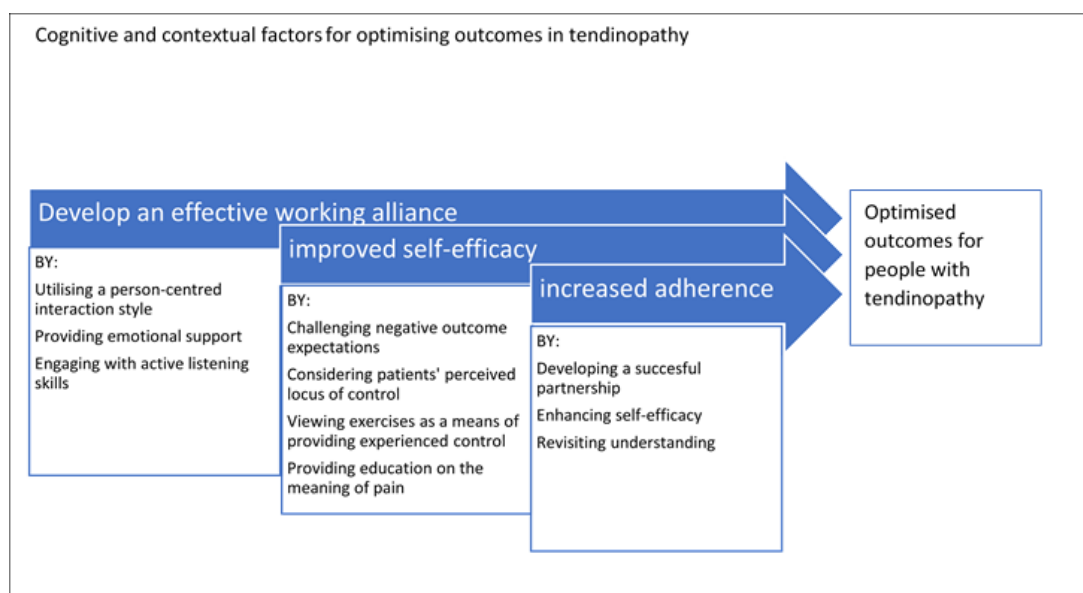 Cognitive and contextual factors for optimising outcomes in tendinopathy
Develop an effective working alliance
BY:
Utilising a person-centred
interaction style
Providing emotional support
Engaging with active listening
skills
improved self-efficacy
BY:
Challenging negative outcome
expectations
Considering patients' perceived
locus of control
Viewing exercises as a means of
providing experienced control
Providing education on the
meaning of pain
increased adherence
BY:
Developing a succesful
partnership
Enhancing self-efficacy
Revisiting understanding
Optimised
outcomes for
people with
tendinopathy